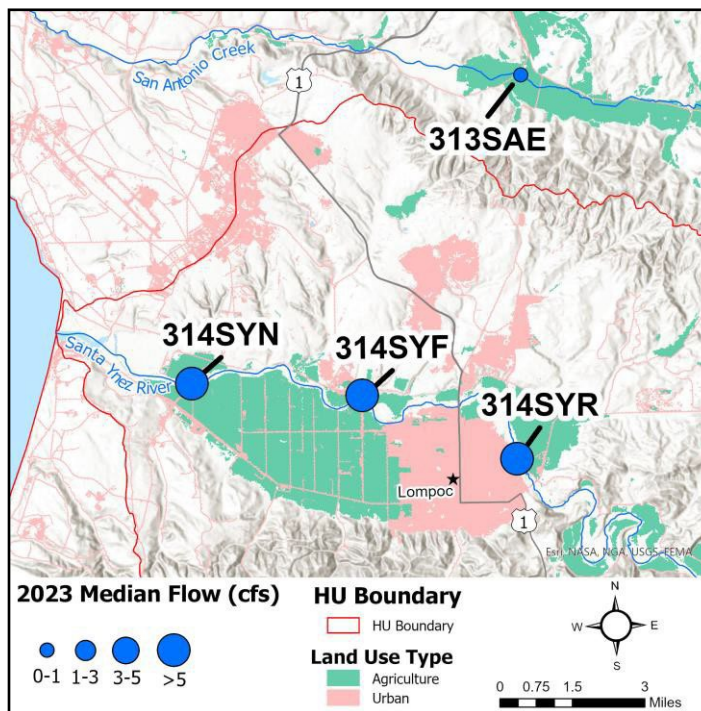 San Antonio Creek
1
313SAE
314SYN
314SYF
Santa Ynez River
314SYR
Lompoc
1
Esri, NASA, NGA, USGS, FEMA
2023 Median Flow (cfs)
0-1 1-3 3-5 >5
HU Boundary
HU Boundary
Land Use Type
Agriculture
Urban
N
W E
S
0 0.75 1.5 3
Miles